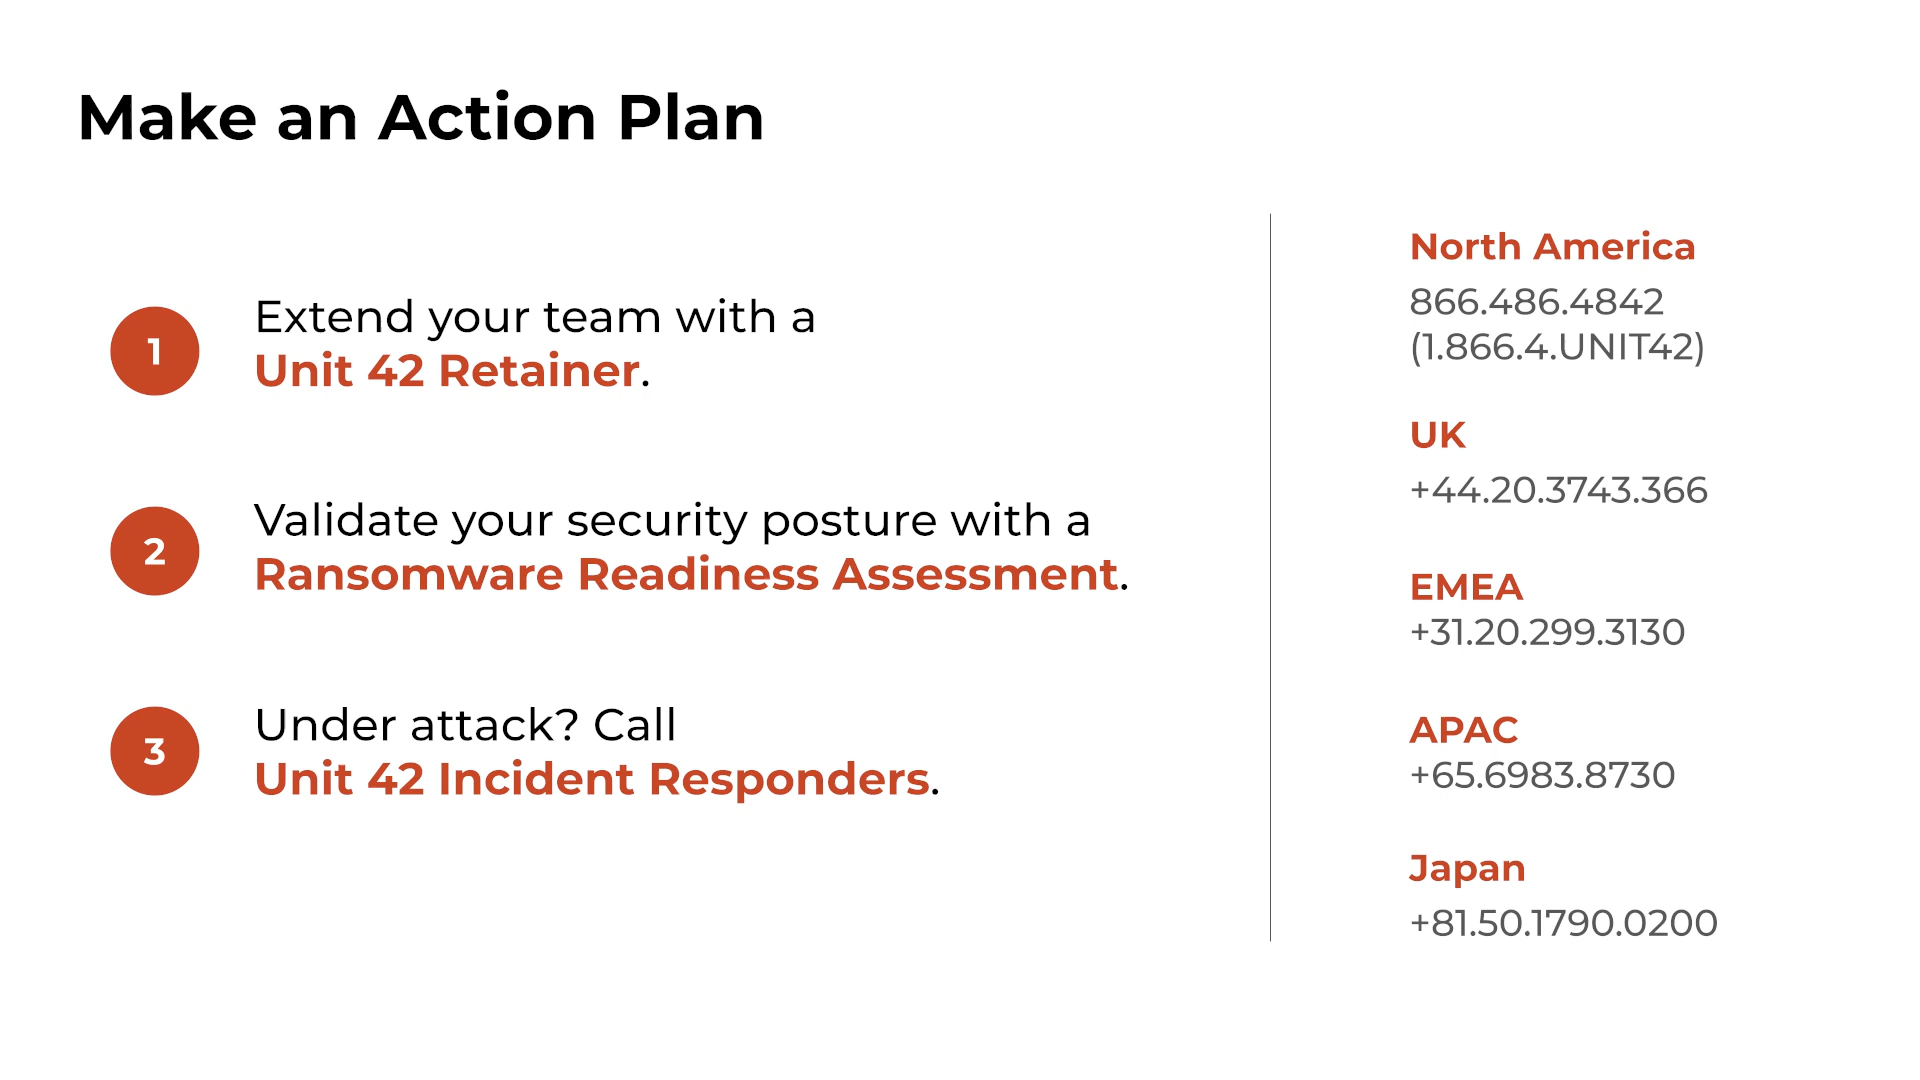 Make an Action Plan
1
Extend your team with a
Unit 42 Retainer.
2
Validate your security posture with a
Ransomware Readiness Assessment.
3
Under attack? Call
Unit 42 Incident Responders.
North America
866.486.4842
(1.866.4.UNIT42)
UK
+44.20.3743.366
EMEA
+31.20.299.3130
APAC
+65.6983.8730
Japan
+81.50.1790.0200